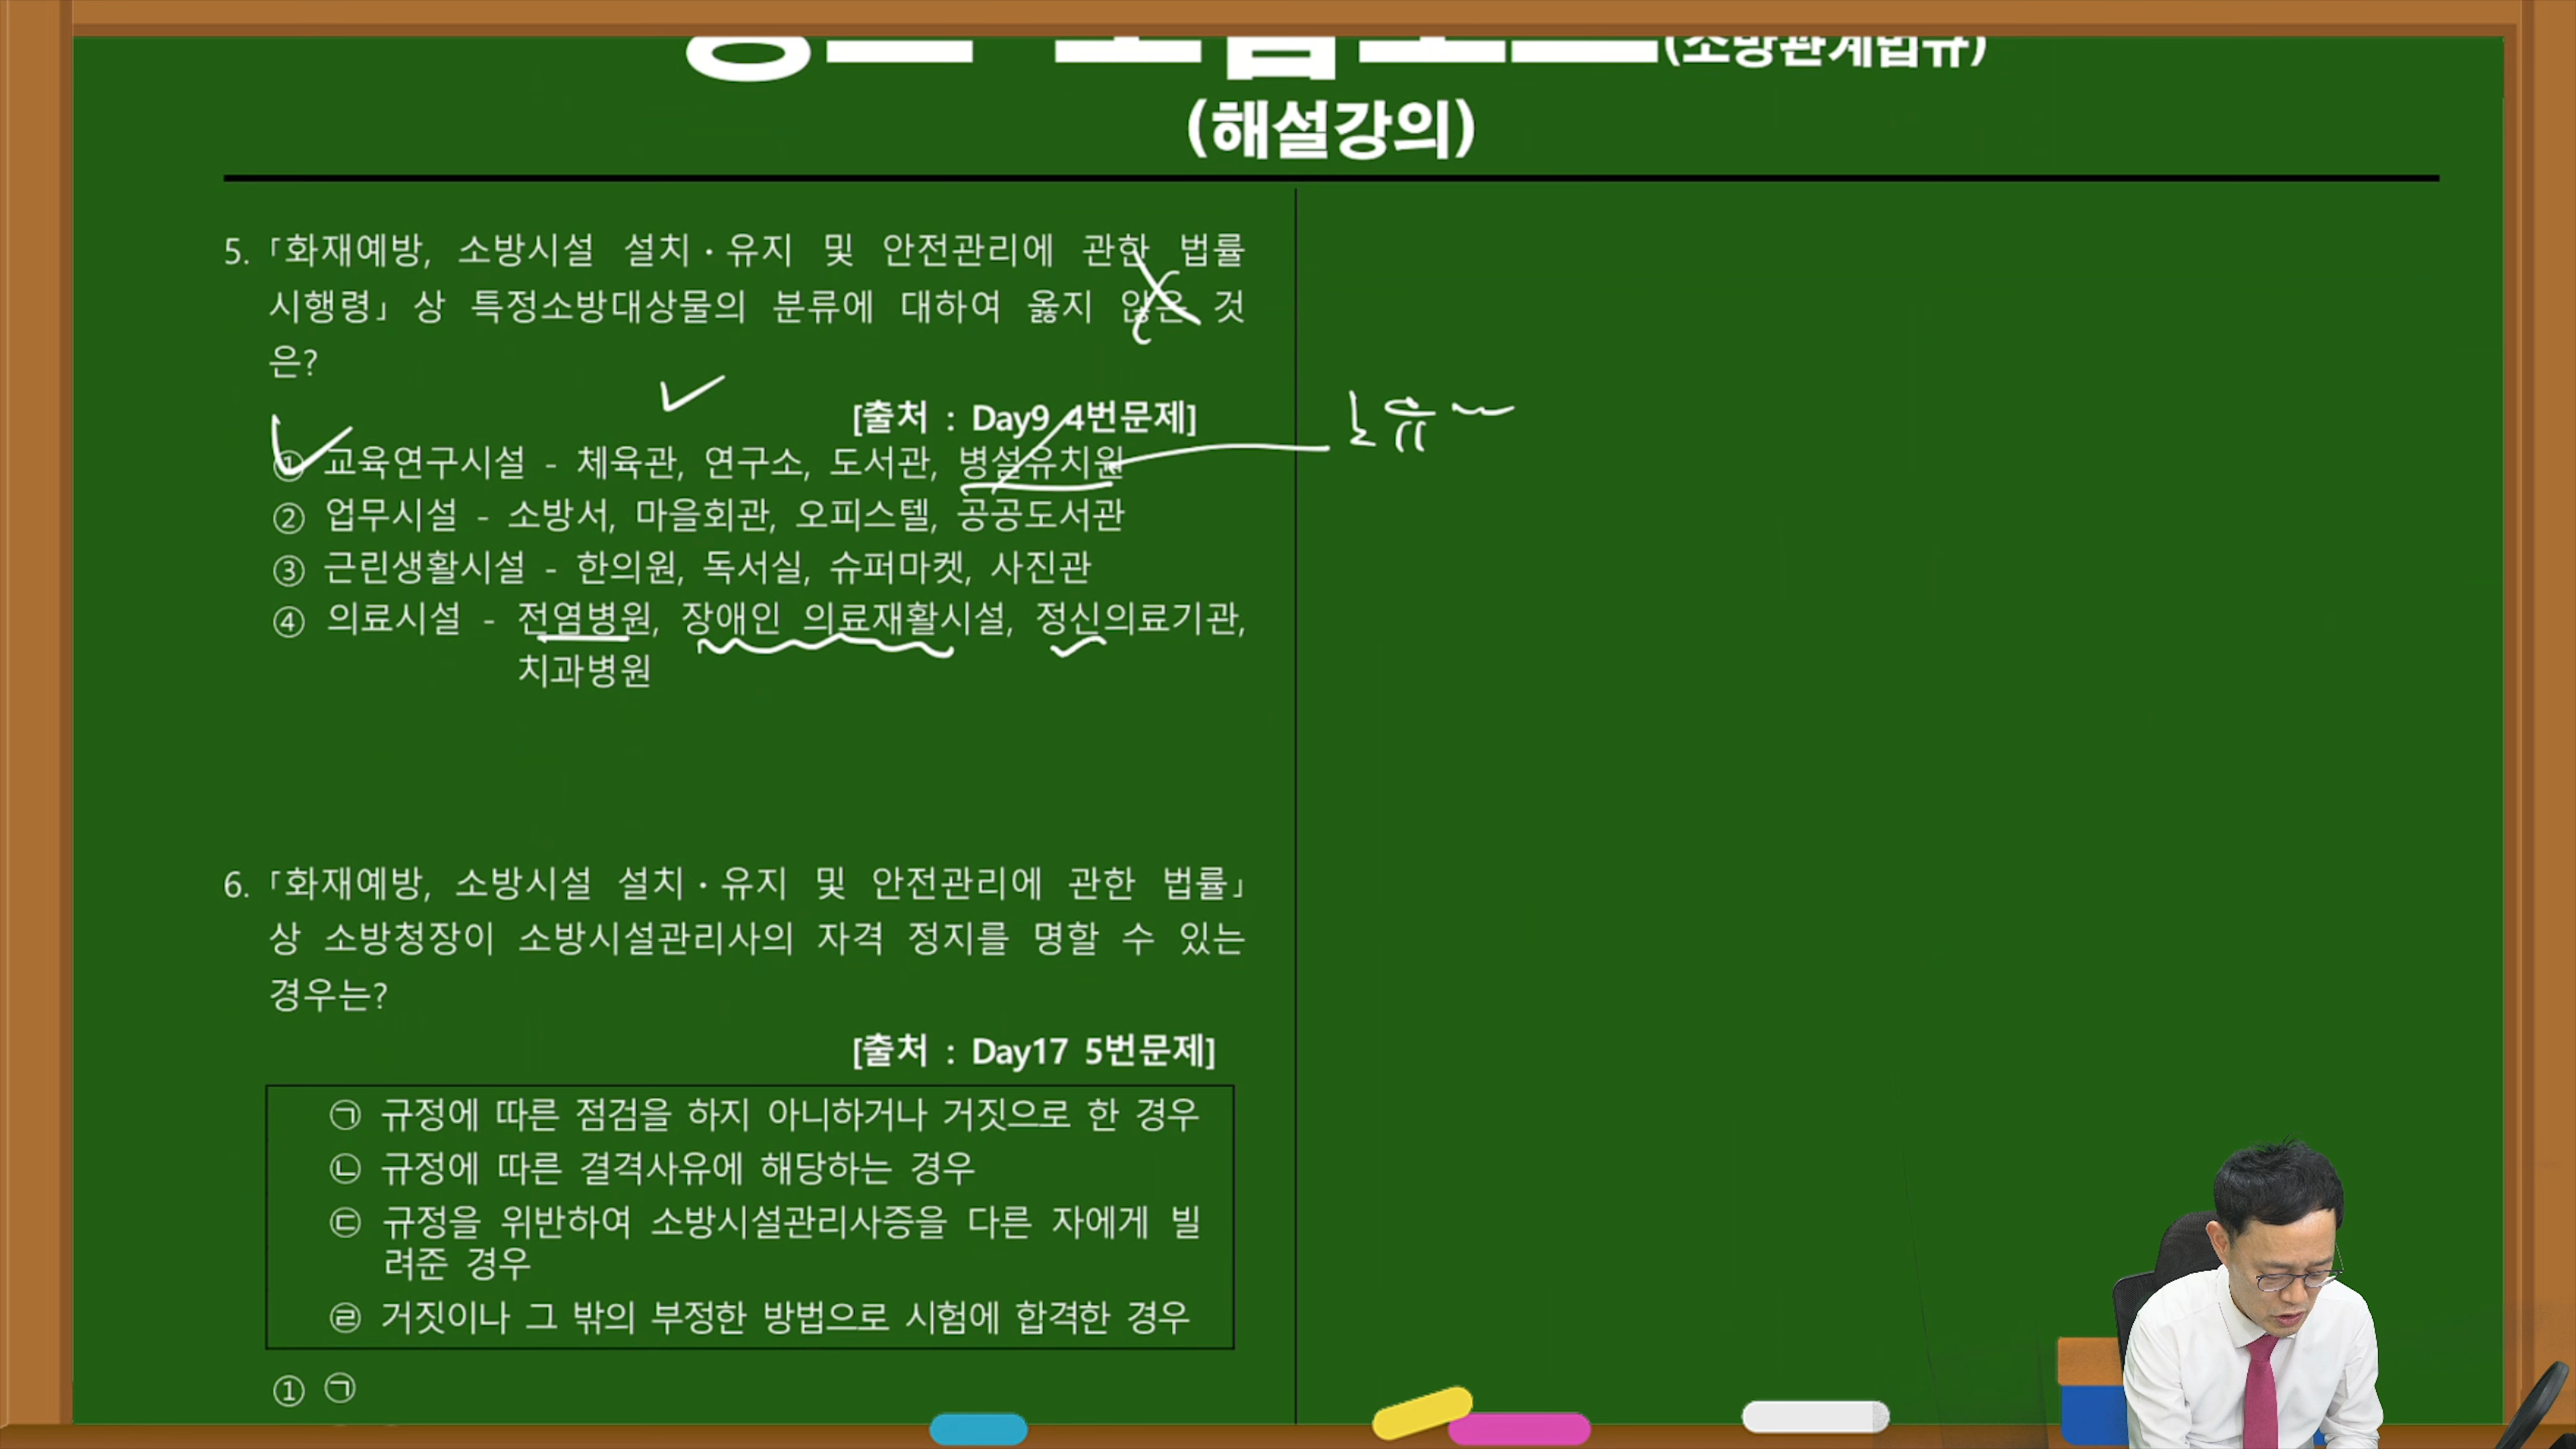 (소방관계법규)
(해설강의)
5. 「화재예방, 소방시설 설치·유지 및 안전관리에 관한 법률
시행령」 상 특정소방대상물의 분류에 대하여 옳지 않은 것
은?
[출처 : Day9 4번문제]
① 교육연구시설 - 체육관, 연구소, 도서관, 병설유치원
노유
② 업무시설 - 소방서, 마을회관, 오피스텔, 공공도서관
③ 근린생활시설 - 한의원, 독서실, 슈퍼마켓, 사진관
④ 의료시설 - 전염병원, 장애인 의료재활시설, 정신의료기관,
치과병원
6. 「화재예방, 소방시설 설치·유지 및 안전관리에 관한 법률」
상 소방청장이 소방시설관리사의 자격 정지를 명할 수 있는
경우는?
[출처 : Day17 5번문제]
㉠ 규정에 따른 점검을 하지 아니하거나 거짓으로 한 경우
㉡ 규정에 따른 결격사유에 해당하는 경우
㉢ 규정을 위반하여 소방시설관리사증을 다른 자에게 빌
려준 경우
㉣ 거짓이나 그 밖의 부정한 방법으로 시험에 합격한 경우
① ㉠